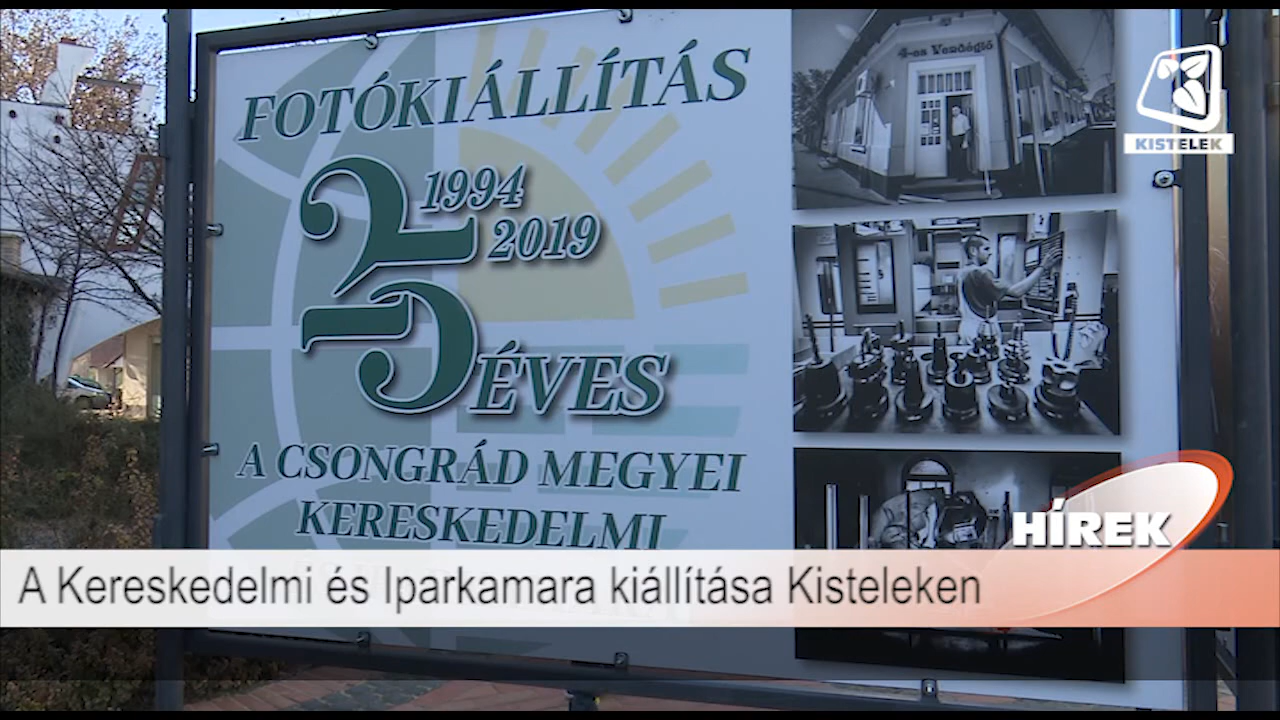 FOTÓKIÁLLÍTÁS
25
1994
2019
ÉVES
A CSONGRÁD MEGYEI
KERESKEDELMI
4-es Vendéglő
KISTELEK
HÍREK
A Kereskedelmi és Iparkamara kiállítása Kisteleken